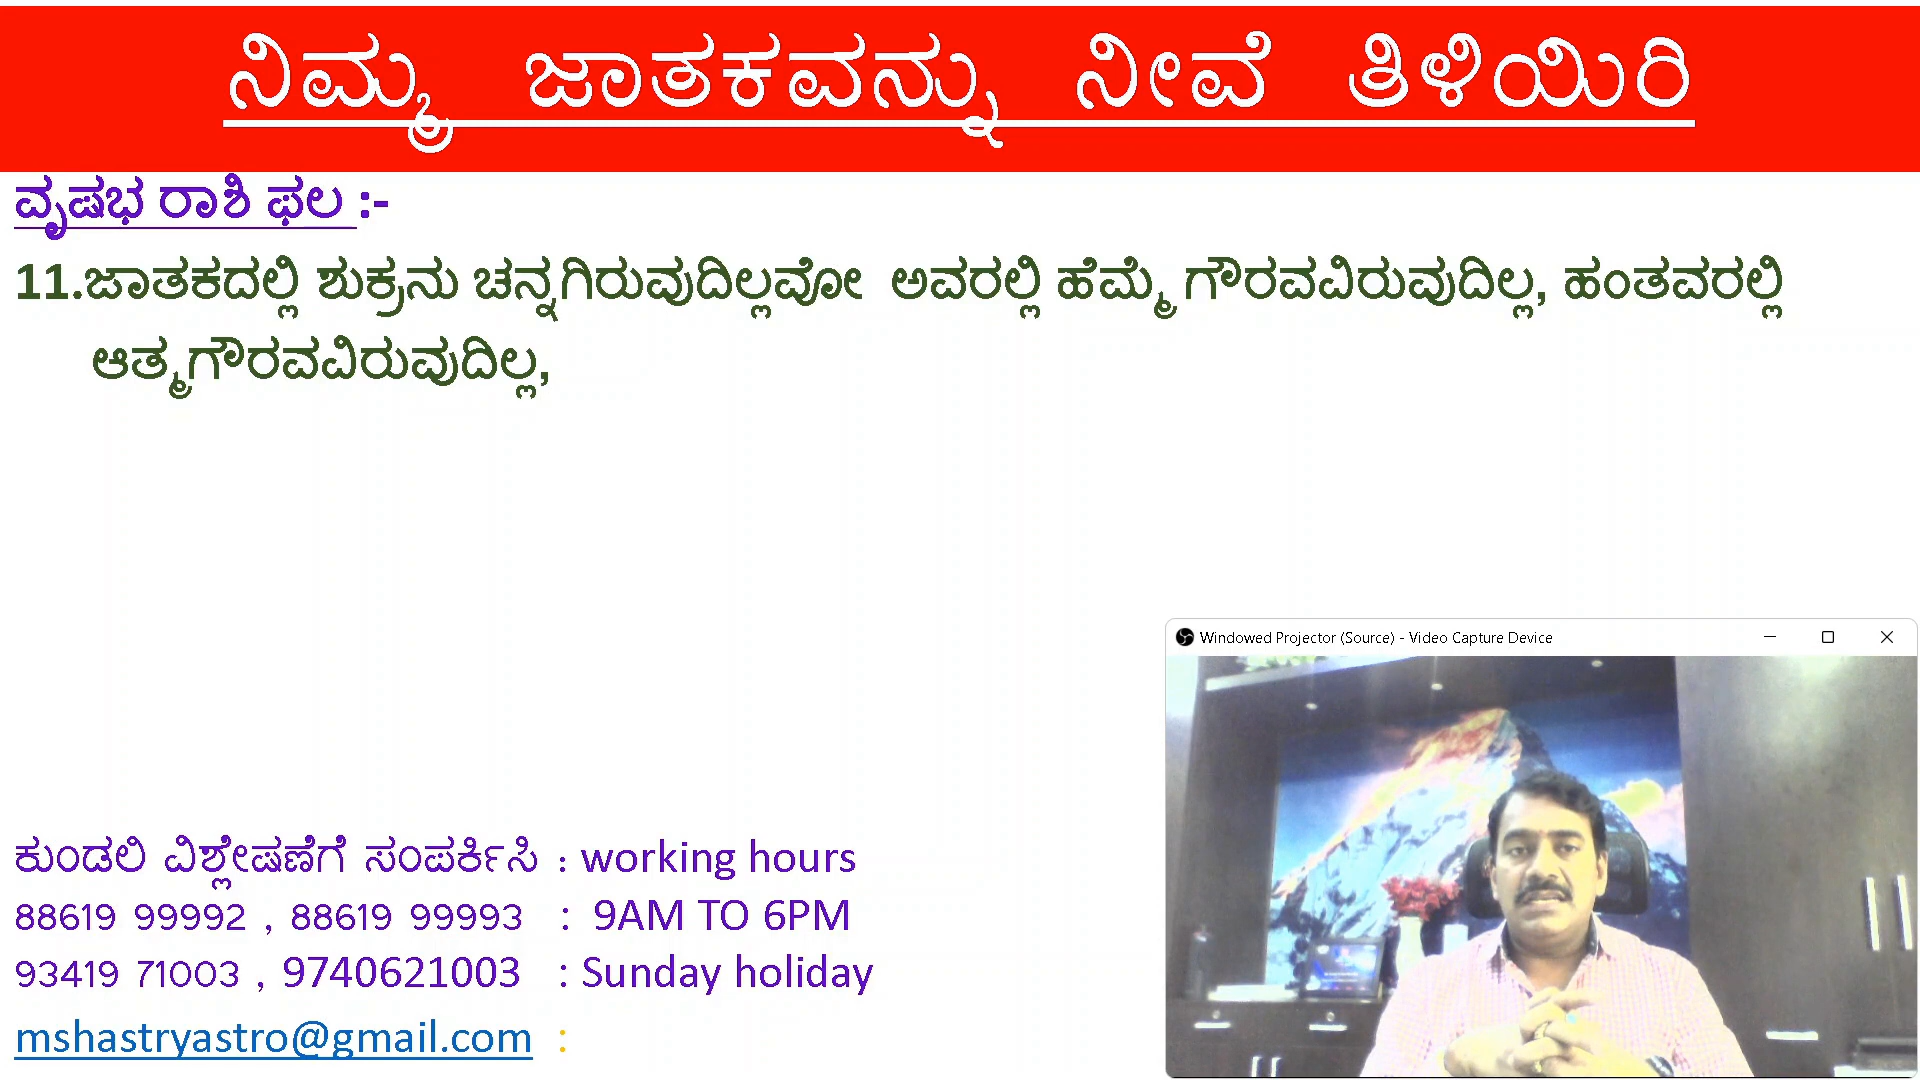 ನಿಮ್ಮ ಜಾತಕವನ್ನು ನೀವೆ ತಿಳಿಯಿರಿ
ವೃಷಭ ರಾಶಿ ಫಲ :-
11.ಜಾತಕದಲ್ಲಿ ಶುಕ್ರನು ಚನ್ನಗಿರುವುದಿಲ್ಲವೋ ಅವರಲ್ಲಿ ಹೆಮ್ಮೆ ಗೌರವವಿರುವುದಿಲ್ಲ, ಹಂತವರಲ್ಲಿ
ಆತ್ಮಗೌರವವಿರುವುದಿಲ್ಲ,
Windowed Projector (Source) - Video Capture Device
ಕುಂಡಲಿ ವಿಶ್ಲೇಷಣೆಗೆ ಸಂಪರ್ಕಿಸಿ : working hours
88619 99992 , 88619 99993 : 9AM TO 6PM
93419 71003 , 9740621003 : Sunday holiday
mshastryastro@gmail.com :